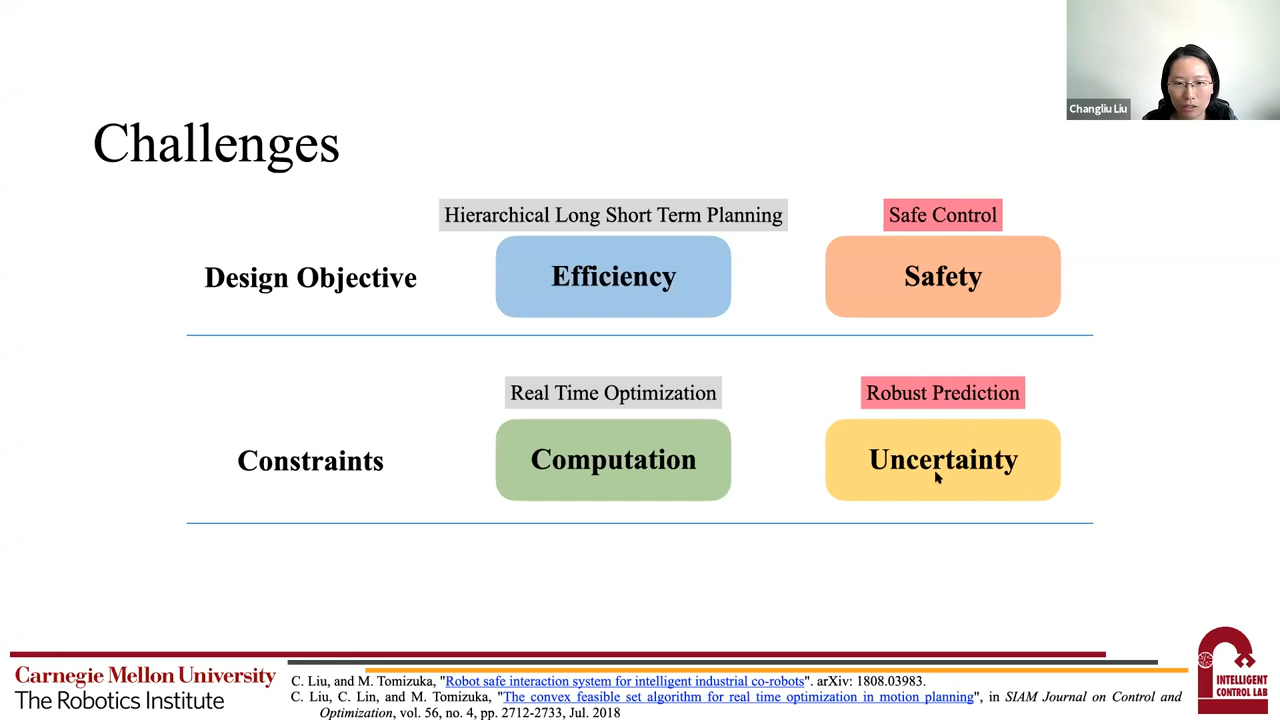 Changliu Liu
Challenges
Hierarchical Long Short Term Planning
Safe Control
Design Objective
Efficiency
Safety
Real Time Optimization
Robust Prediction
Constraints
Computation
Uncertainty
Carnegie Mellon University
The Robotics Institute
C. Liu, and M. Tomizuka, "Robot safe interaction system for intelligent industrial co-robots". arXiv: 1808.03983.
C. Liu, C. Lin, and M. Tomizuka, "The convex feasible set algorithm for real time optimization in motion planning", in SIAM Journal on Control and
Optimization, vol. 56, no. 4, pp. 2712-2733, Jul. 2018
INTELLIGENT
CONTROL LAB